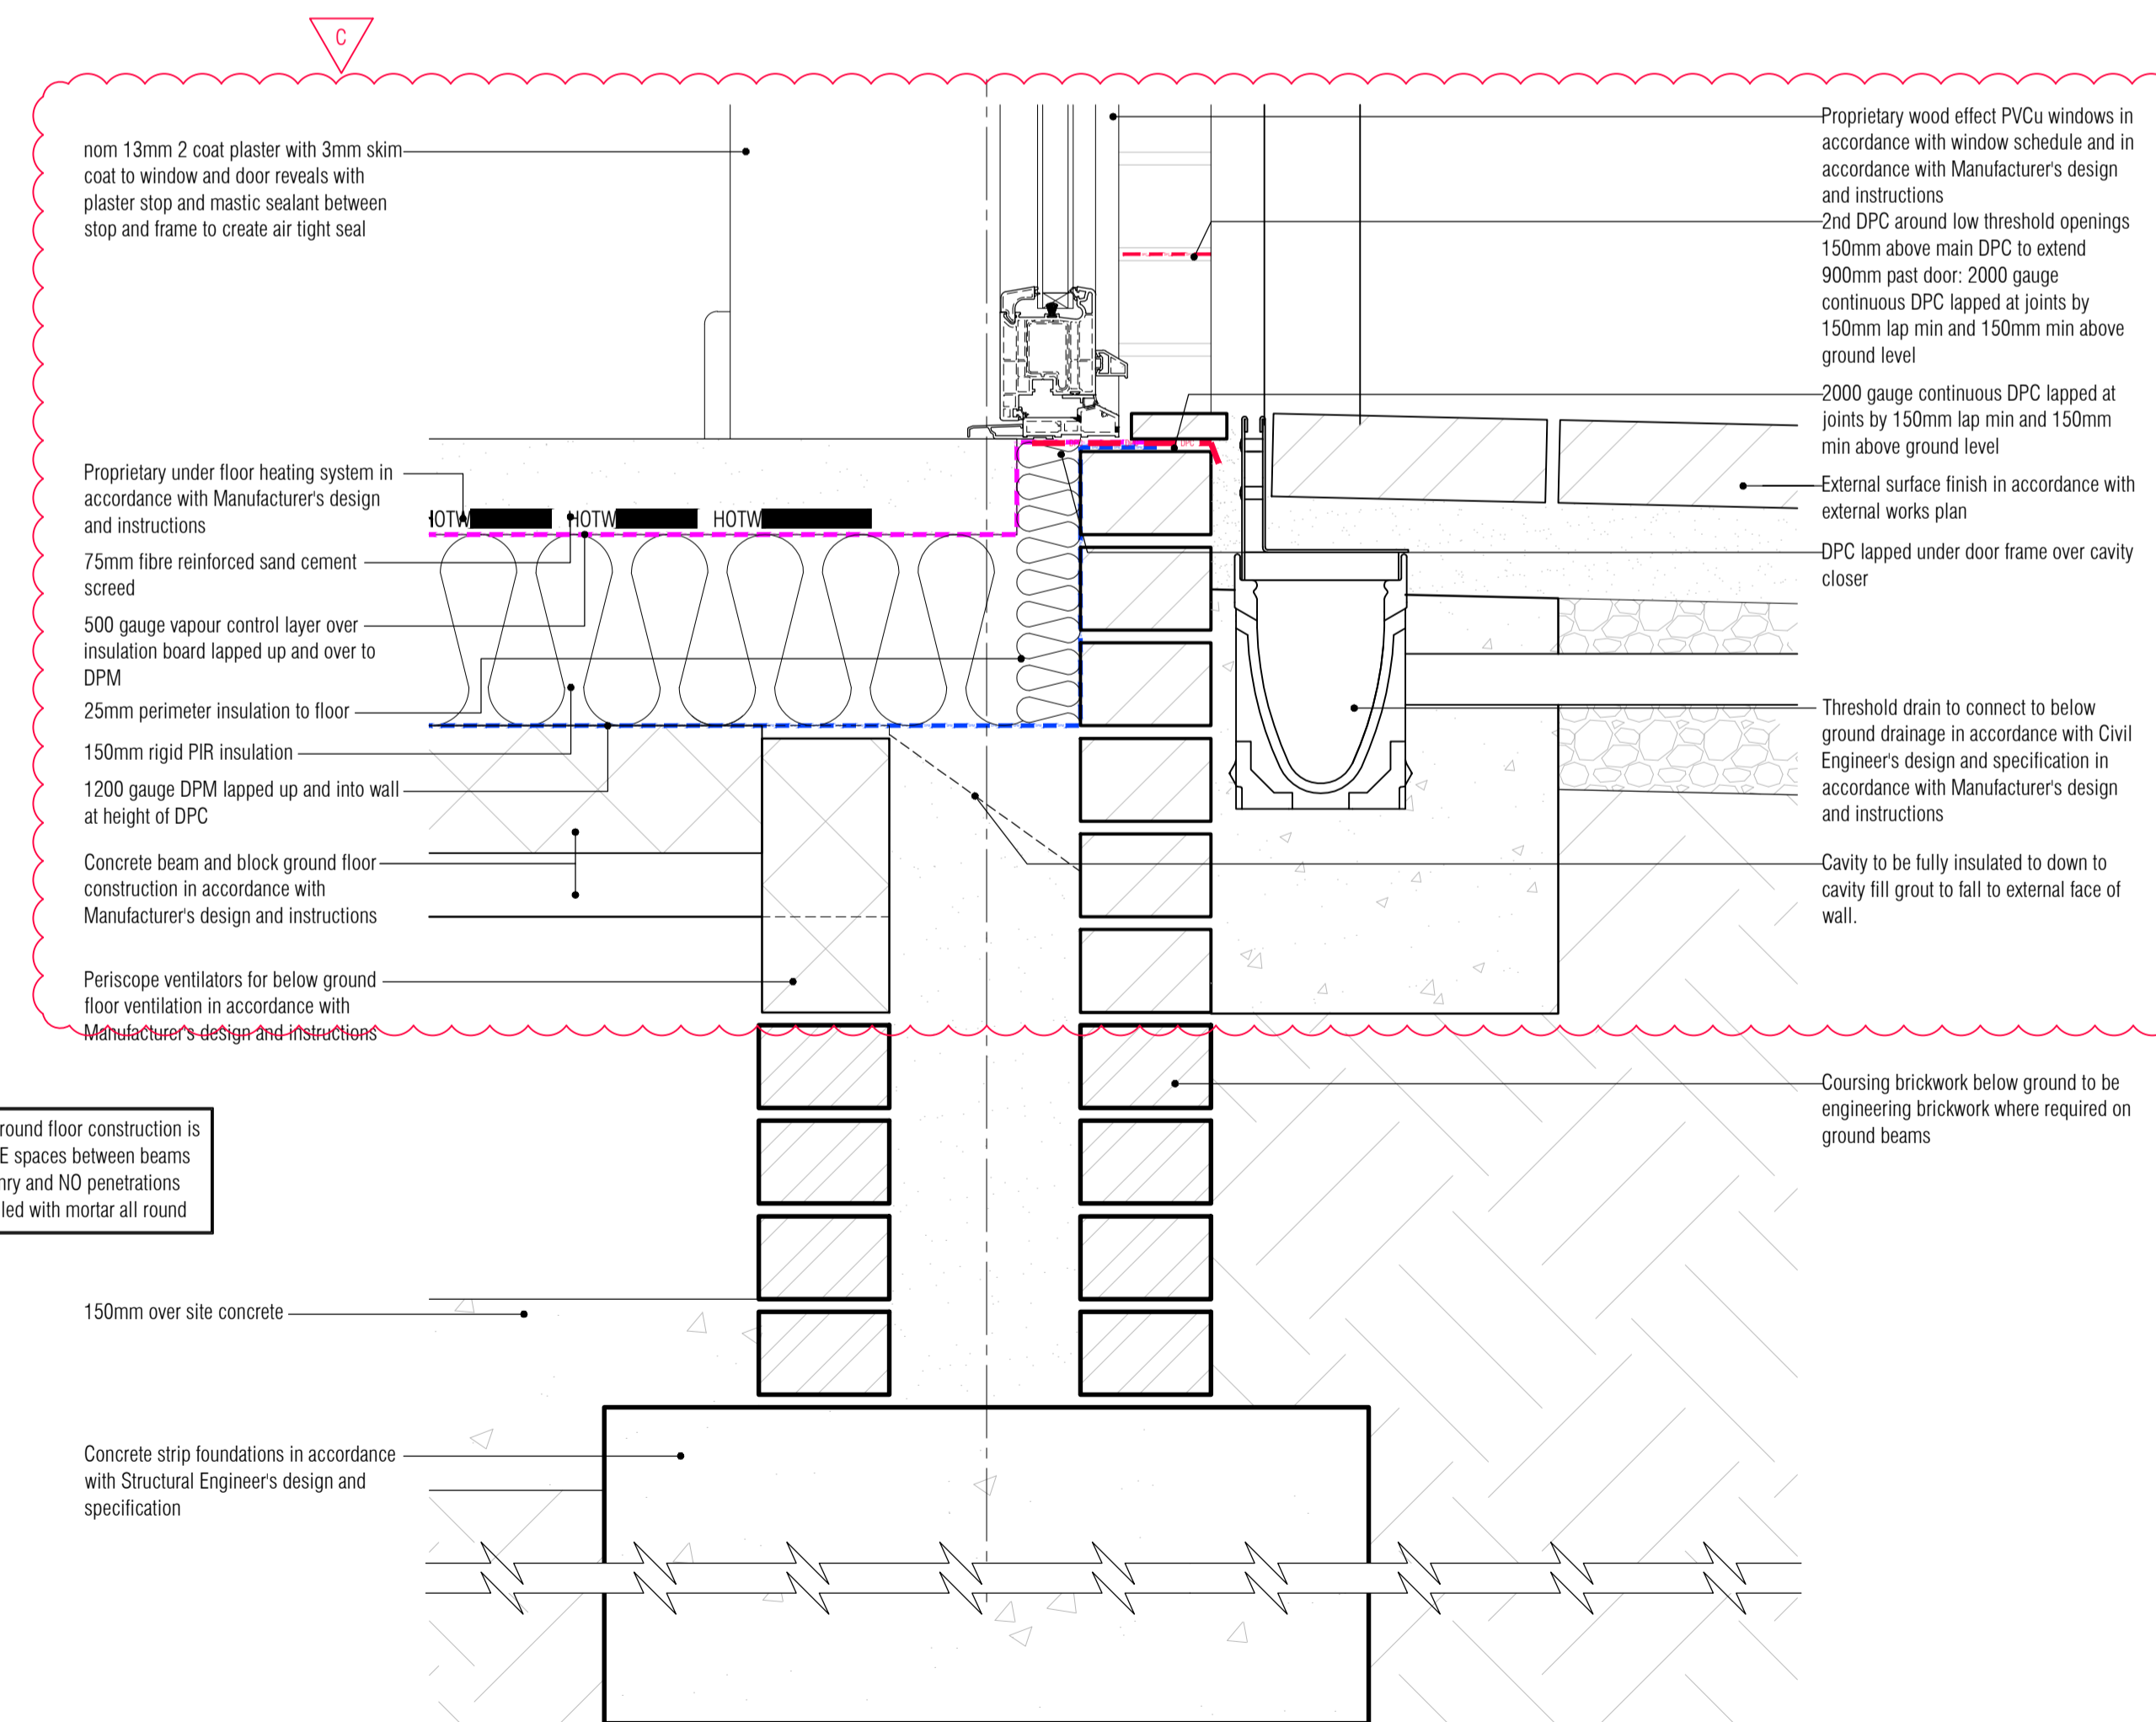 C
nom 13mm 2 coat plaster with 3mm skim
coat to window and door reveals with
plaster stop and mastic sealant between
stop and frame to create air tight seal
Proprietary under floor heating system in
accordance with Manufacturer's design
and instructions
75mm fibre reinforced sand cement
screed
500 gauge vapour control layer over
insulation board lapped up and over to
DPM
25mm perimeter insulation to floor
150mm rigid PIR insulation
1200 gauge DPM lapped up and into wall
at height of DPC
Concrete beam and block ground floor
construction in accordance with
Manufacturer's design and instructions
Periscope ventilators for below ground
floor ventilation in accordance with
Manufacturer's design and instructions
round floor construction is
E spaces between beams
nry and NO penetrations
led with mortar all round
150mm over site concrete
Concrete strip foundations in accordance
with Structural Engineer's design and
specification
HOTW HOTW HOTW
DPC
Proprietary wood effect PVCu windows in
accordance with window schedule and in
accordance with Manufacturer's design
and instructions
2nd DPC around low threshold openings
150mm above main DPC to extend
900mm past door: 2000 gauge
continuous DPC lapped at joints by
150mm lap min and 150mm min above
ground level
2000 gauge continuous DPC lapped at
joints by 150mm lap min and 150mm
min above ground level
External surface finish in accordance with
external works plan
DPC lapped under door frame over cavity
closer
Threshold drain to connect to below
ground drainage in accordance with Civil
Engineer's design and specification in
accordance with Manufacturer's design
and instructions
Cavity to be fully insulated to down to
cavity fill grout to fall to external face of
wall.
Coursing brickwork below ground to be
engineering brickwork where required on
ground beams